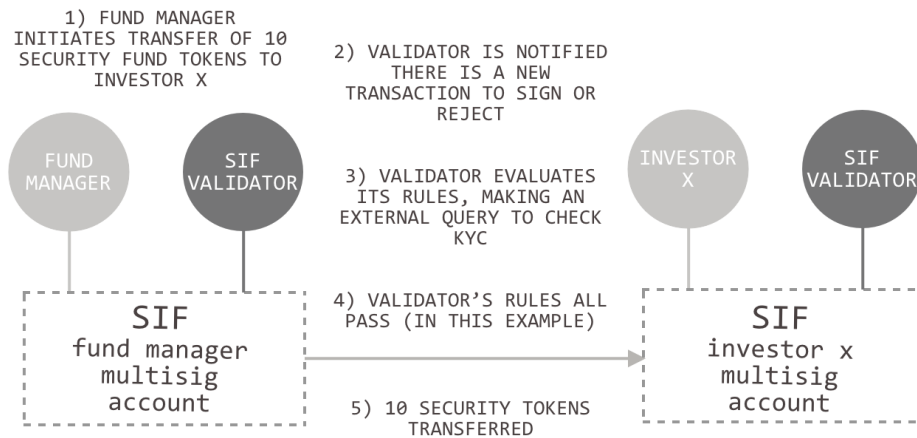 1) FUND MANAGER
INITIATES TRANSFER OF 10
SECURITY FUND TOKENS TO
INVESTOR X
2) VALIDATOR IS NOTIFIED
THERE IS A NEW
TRANSACTION TO SIGN OR
REJECT
FUND
MANAGER
SIF
VALIDATOR
3) VALIDATOR EVALUATES
ITS RULES, MAKING AN
EXTERNAL QUERY TO CHECK
KYC
INVESTOR
X
SIF
VALIDATOR
4) VALIDATOR’S RULES ALL
PASS (IN THIS EXAMPLE)
SIF
fund manager
multisig
account
SIF
investor x
multisig
account
5) 10 SECURITY TOKENS
TRANSFERRED